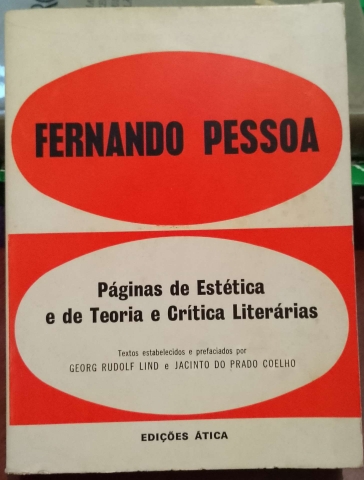 FERNANDO PESSOA
Páginas de Estética
e de Teoria e Crítica Literárias
Textos estabelecidos e prefaciados por
GEORG RUDOLF LIND e JACINTO DO PRADO COELHO
EDIÇÕES ÁTICA